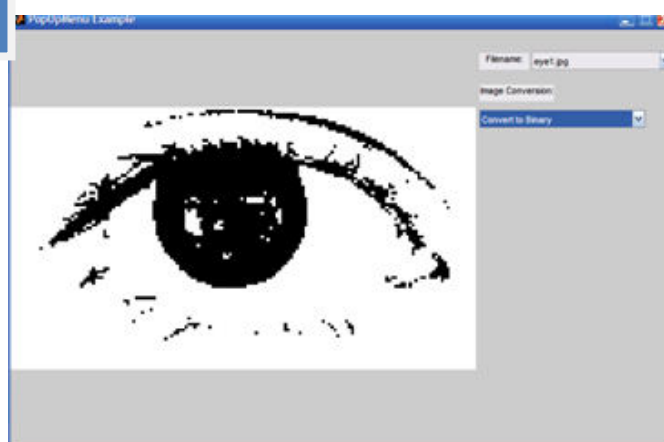 PopUpMenu Example
Filename: eye1.jpg
Image Conversion:
Convert to Binary